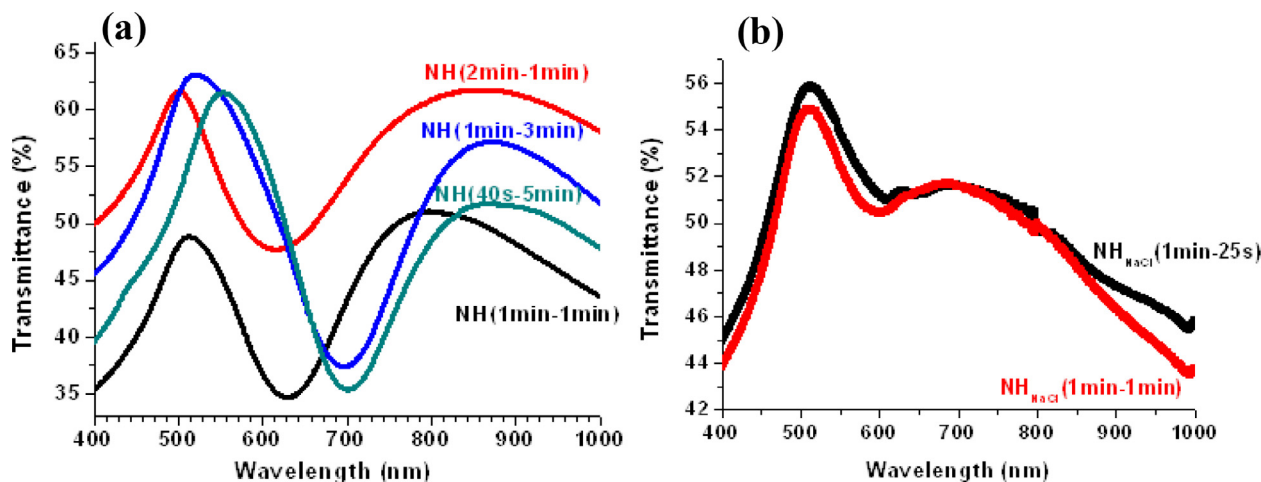 (a)
Transmittance (%)
65
60
55
50
45
40
35
NH(2min-1min)
NH(1min-3min)
NH(40s-5min)
NH(1min-1min)
400 500 600 700 800 900 1000
Wavelength (nm)
(b)
Transmittance (%)
56
54
52
50
48
46
44
42
NH_NaCl(1min-25s)
NH_NaCl(1min-1min)
400 500 600 700 800 900 1000
Wavelength (nm)